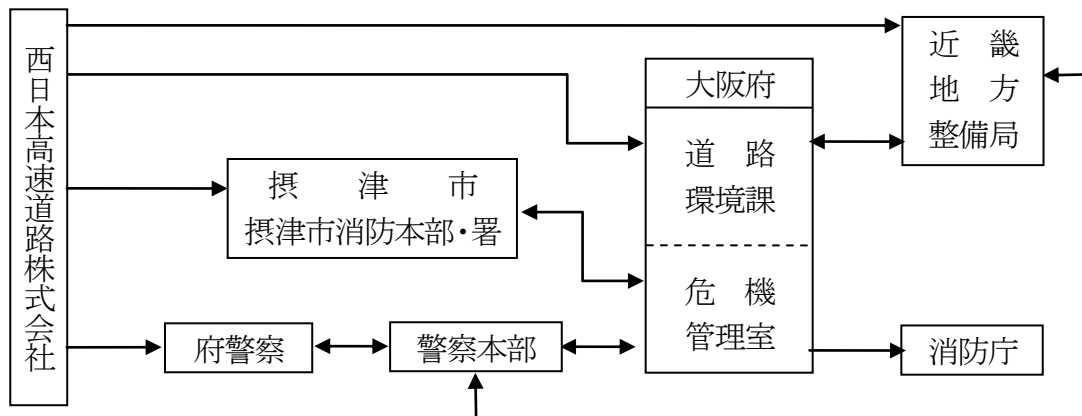 西日本高速道路株式会社
近　畿
地　方
整備局
大阪府
道　路
環境課
摂　　津　　市
摂津市消防本部・署
危　機
管理室
府警察
警察本部
消防庁